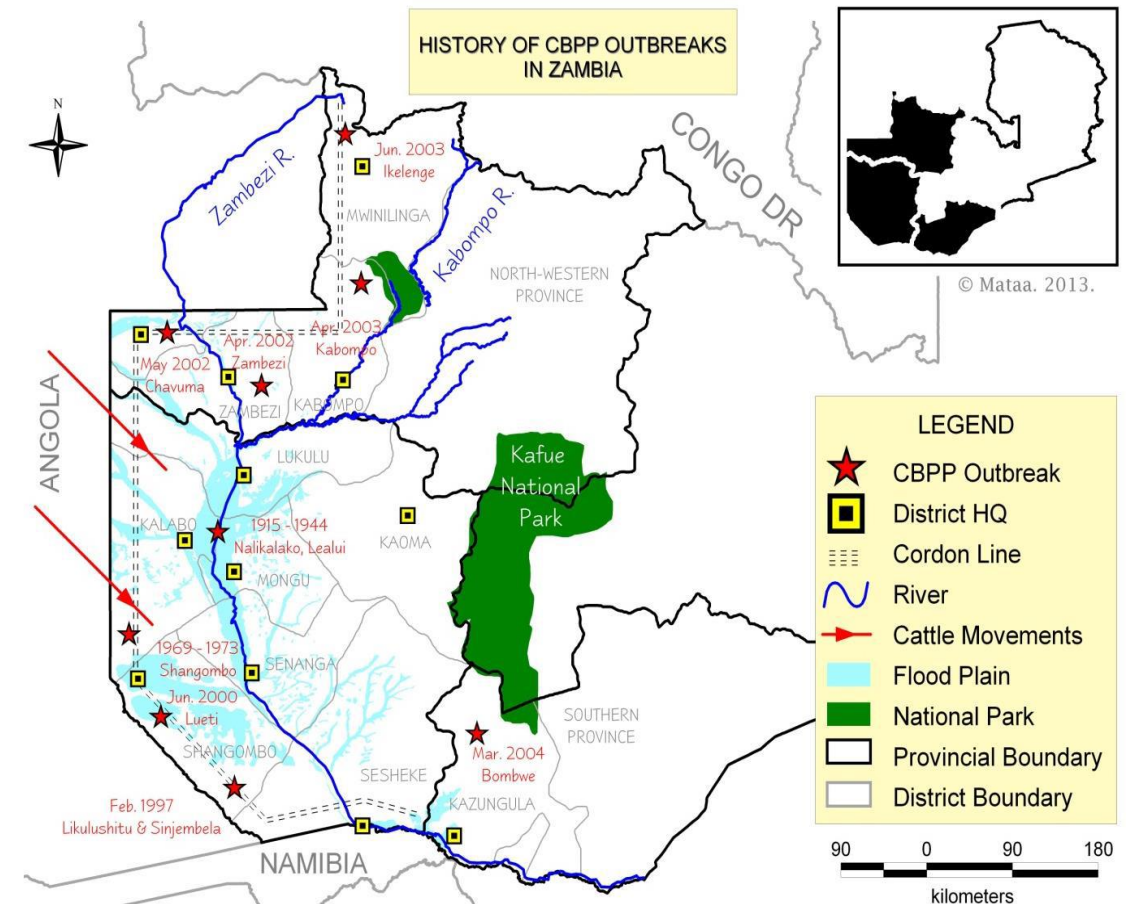 HISTORY OF CBPP OUTBREAKS
IN ZAMBIA
N
Zambezi R.
Kabompo R.
CONGO DR
© Mataa. 2013.
Jun. 2003
Ikelenge
MWINILINGA
NORTH-WESTERN
PROVINCE
Apr. 2003
Kabompo
Apr. 2002
Zambezi
May 2002
Chavuma
ZAMBEZI
KABOMPO
ANGOLA
LUKULU
Kafue
National
Park
KALABO
1915 - 1944
Nalikalako, Lealui
KAOMA
MONGU
1969 - 1973
Shangombo
SENANGA
Jun. 2000
Lueti
SHANGOMBO
SOUTHERN
PROVINCE
Mar. 2004
Bombwe
SESHEKE
KAZUNGULA
Feb. 1997
Likulushitu & Sinjembela
NAMIBIA
LEGEND
CBPP Outbreak
District HQ
Cordon Line
River
Cattle Movements
Flood Plain
National Park
Provincial Boundary
District Boundary
90 0 90 180
kilometers